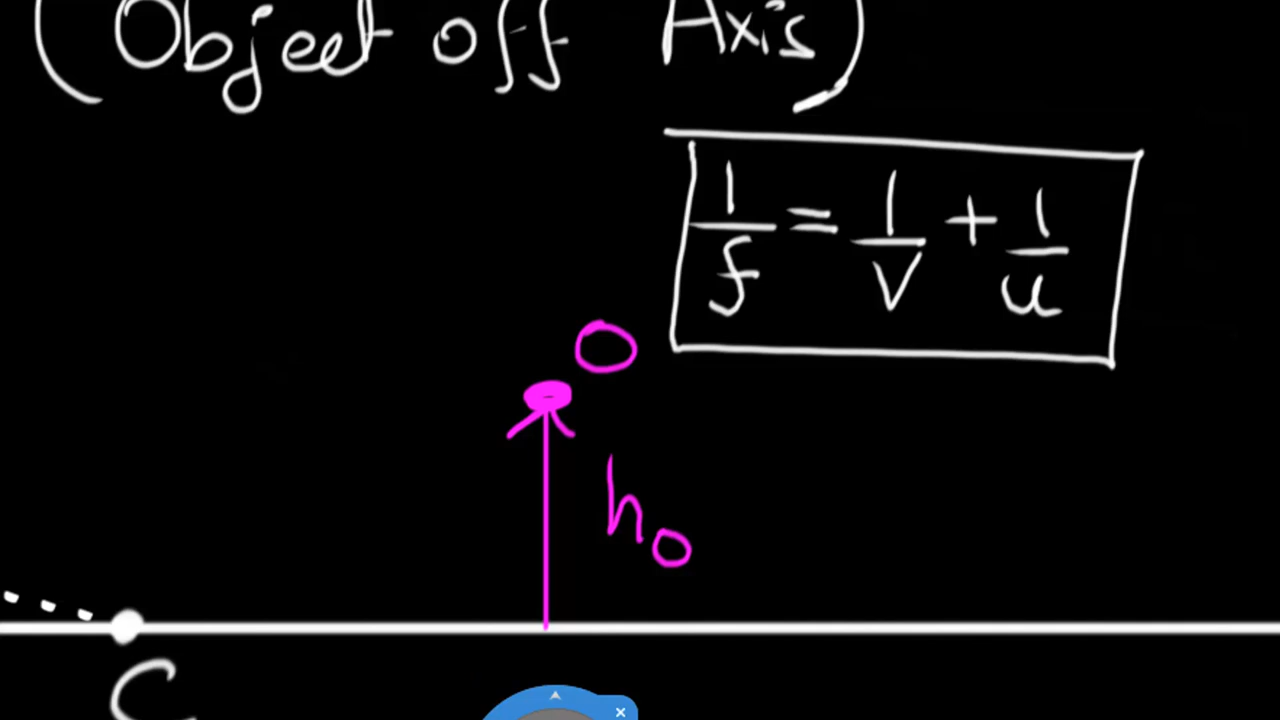 (Object off Axis)
1/f = 1/v + 1/u
O
h₀
C